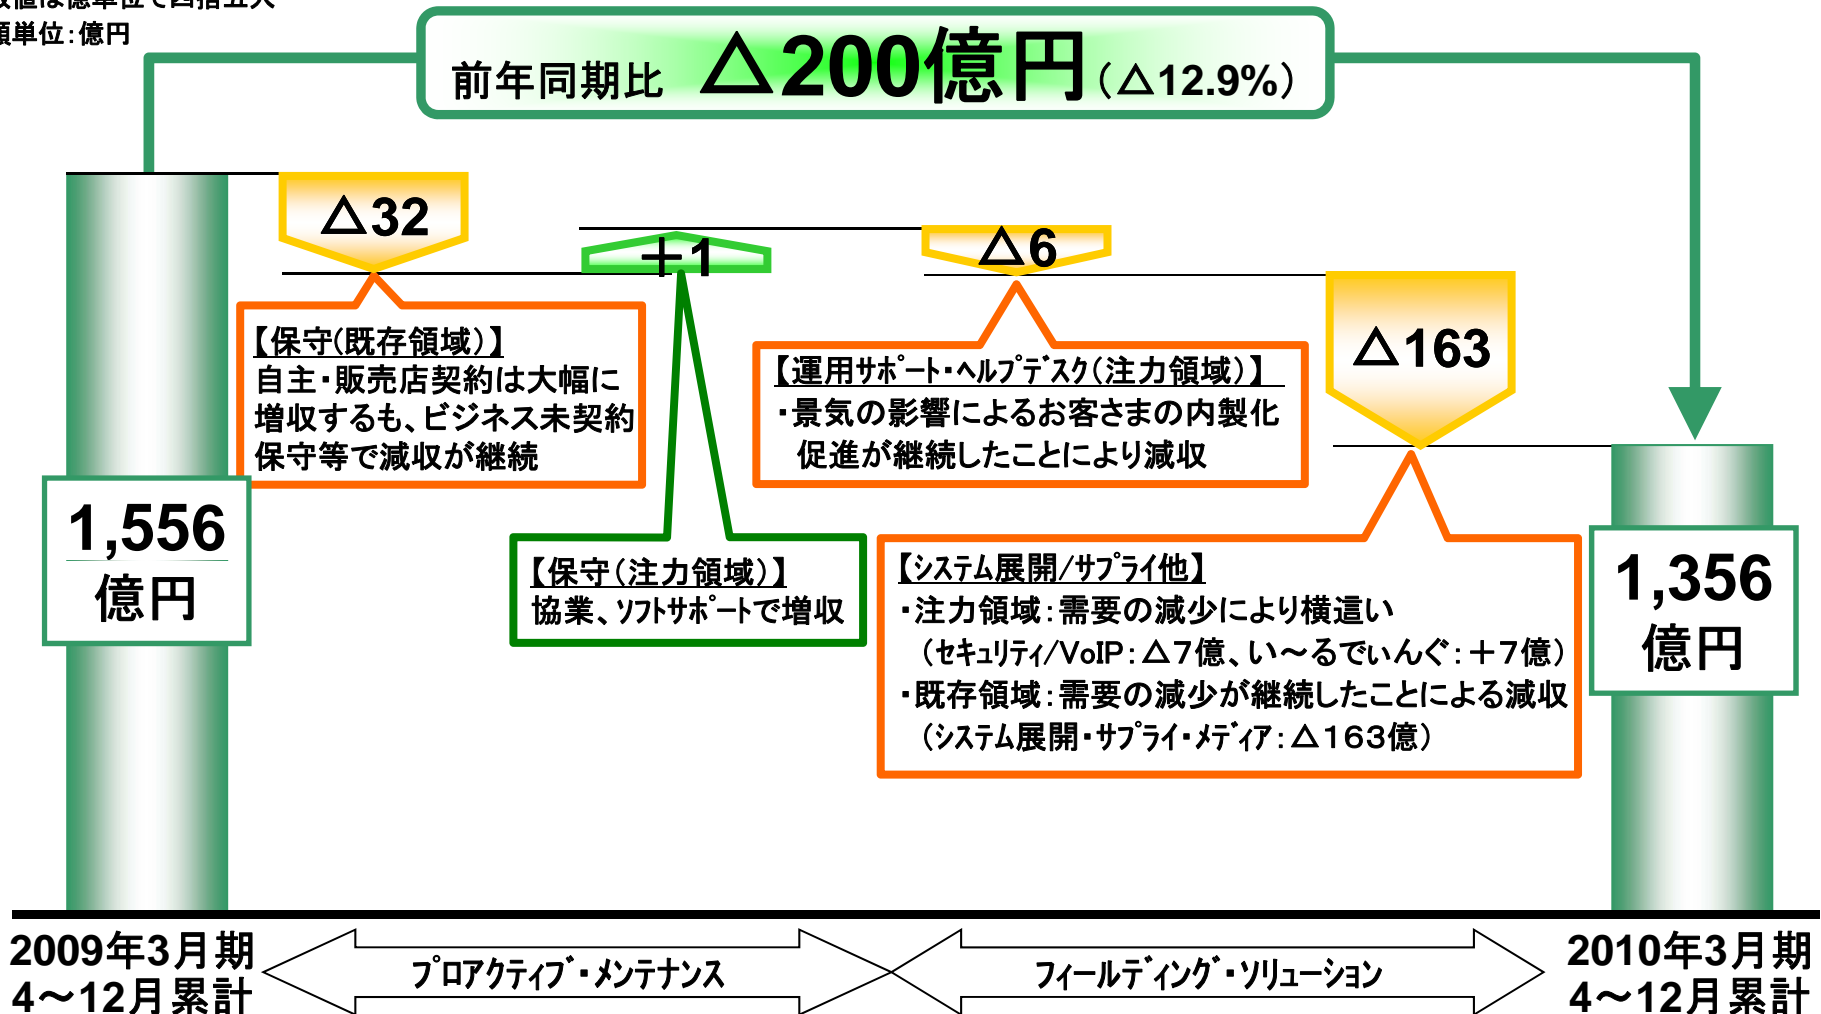 数値は億単位で四捨五入
額単位：億円
前年同期比 △200億円（△12.9%）
△32
＋1
△6
△163
【保守(既存領域）】
自主・販売店契約は大幅に
増収するも、ビジネス未契約
保守等で減収が継続
【運用ｻﾎﾟｰﾄ・ﾍﾙﾌﾟﾃﾞｽｸ（注力領域）】
・景気の影響によるお客さまの内製化
促進が継続したことにより減収
1,556
億円
【保守（注力領域）】
協業、ｿﾌﾄｻﾎﾟｰﾄで増収
【ｼｽﾃﾑ展開/ｻﾌﾟﾗｲ他】
・注力領域：需要の減少により横這い
（ｾｷｭﾘﾃｨ/VoIP：△７億、い～るでぃんぐ：＋７億）
・既存領域：需要の減少が継続したことによる減収
（ｼｽﾃﾑ展開・ｻﾌﾟﾗｲ・ﾒﾃﾞｨｱ：△１６３億）
1,356
億円
2009年3月期
4～12月累計
ﾌﾟﾛｱｸﾃｨﾌﾞ・ﾒﾝﾃﾅﾝｽ
ﾌｨｰﾙﾃﾞｨﾝｸﾞ・ｿﾘｭｰｼｮﾝ
2010年3月期
4～12月累計